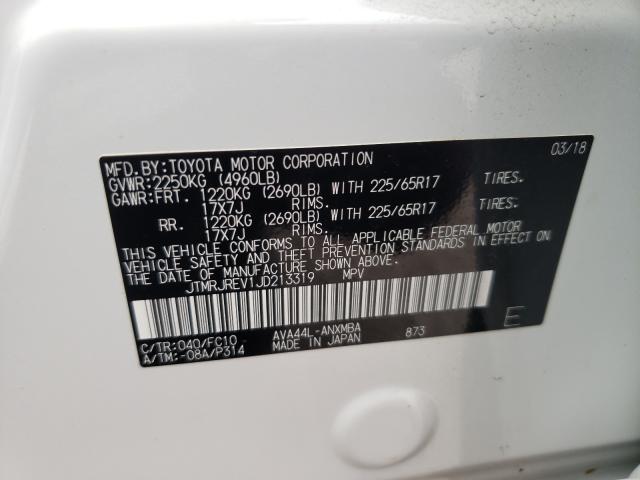 MFD.BY:TOYOTA MOTOR CORPORATION 03/18
GVWR:2250KG (4960LB)
GAWR:FRT. 1220KG (2690LB) WITH 225/65R17 TIRES.
17X7J RIMS.
RR. 1220KG (2690LB) WITH 225/65R17 TIRES.
17X7J RIMS.
THIS VEHICLE CONFORMS TO ALL APPLICABLE FEDERAL MOTOR
VEHICLE SAFETY AND THEFT PREVENTION STANDARDS IN EFFECT ON
THE DATE OF MANUFACTURE SHOWN ABOVE.
JTMRJREV1JD213319 MPV
C/TR:040/FC10 AVA44L-ANXMBA 873 E
A/TM:-08A/P314 MADE IN JAPAN